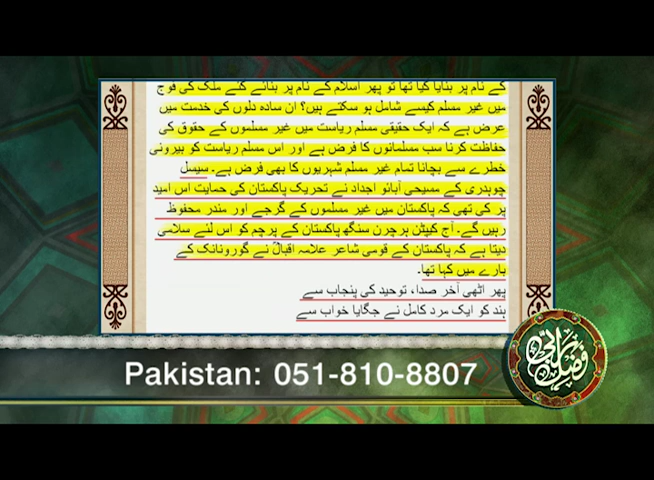 کے نام پر بنایا گیا تھا تو پھر اسلام کے نام پر بنائے گئے ملک کی فوج
میں غیر مسلم کیسے شامل ہو سکتے ہیں؟ ان سادہ دلوں کی خدمت میں
عرض ہے کہ ایک حقیقی مسلم ریاست میں غیر مسلموں کے حقوق کی
حفاظت کرنا سب مسلمانوں کا فرض ہے اور اس مسلم ریاست کو بیرونی
خطرے سے بچانا تمام غیر مسلم شہریوں کا بھی فرض ہے۔ سیسل
چوہدری کے مسیحی آبائو اجداد نے تحریک پاکستان کی حمایت اس امید
پر کی تھی کہ پاکستان میں غیر مسلموں کے گرجے اور مندر محفوظ
رہیں گے۔ آج کیپٹن ہرچرن سنگھ پاکستان کے پرچم کو اس لئے سلامی
دیتا ہے کہ پاکستان کے قومی شاعر علامہ اقبالؒ نے گورونانک کے
بارے میں کہا تھا۔
پھر اٹھی آخر صدا، توحید کی پنجاب سے
ہند کو ایک مرد کامل نے جگایا خواب سے
Pakistan: 051-810-8807